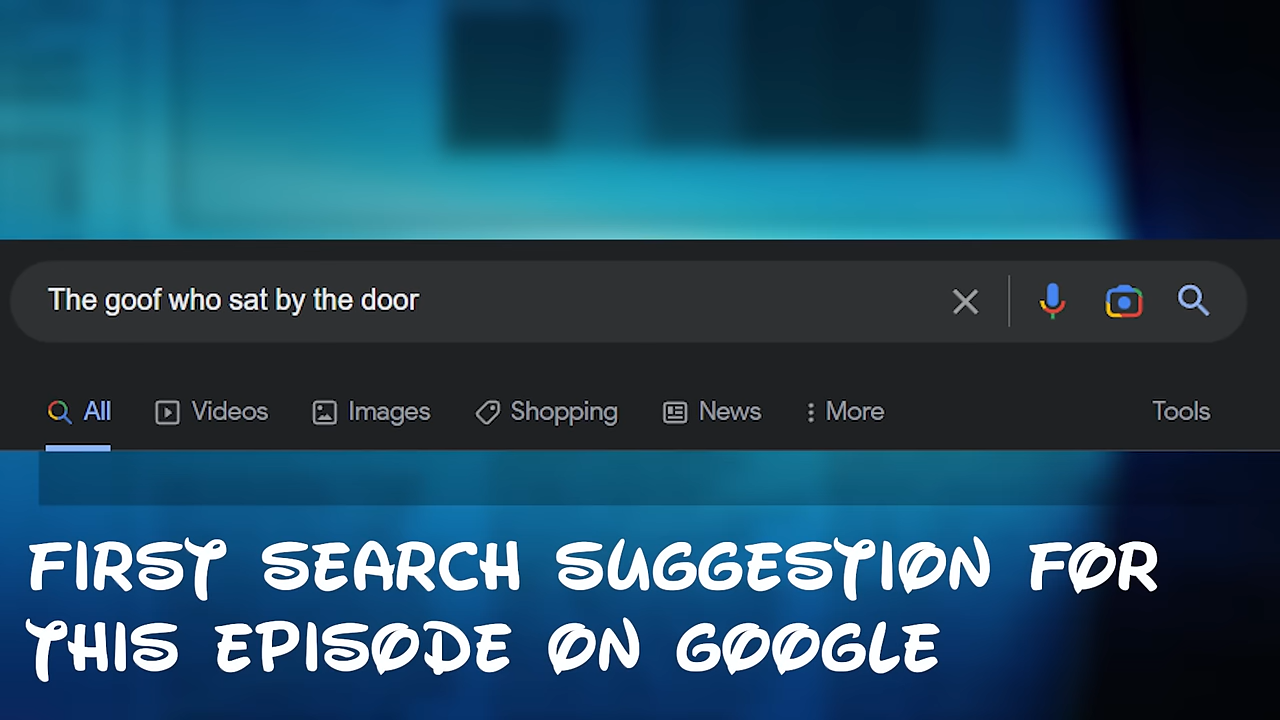 The goof who sat by the door
All Videos Images Shopping News More Tools
FIRST SEARCH SUGGESTION FOR
THIS EPISODE ON GOOGLE